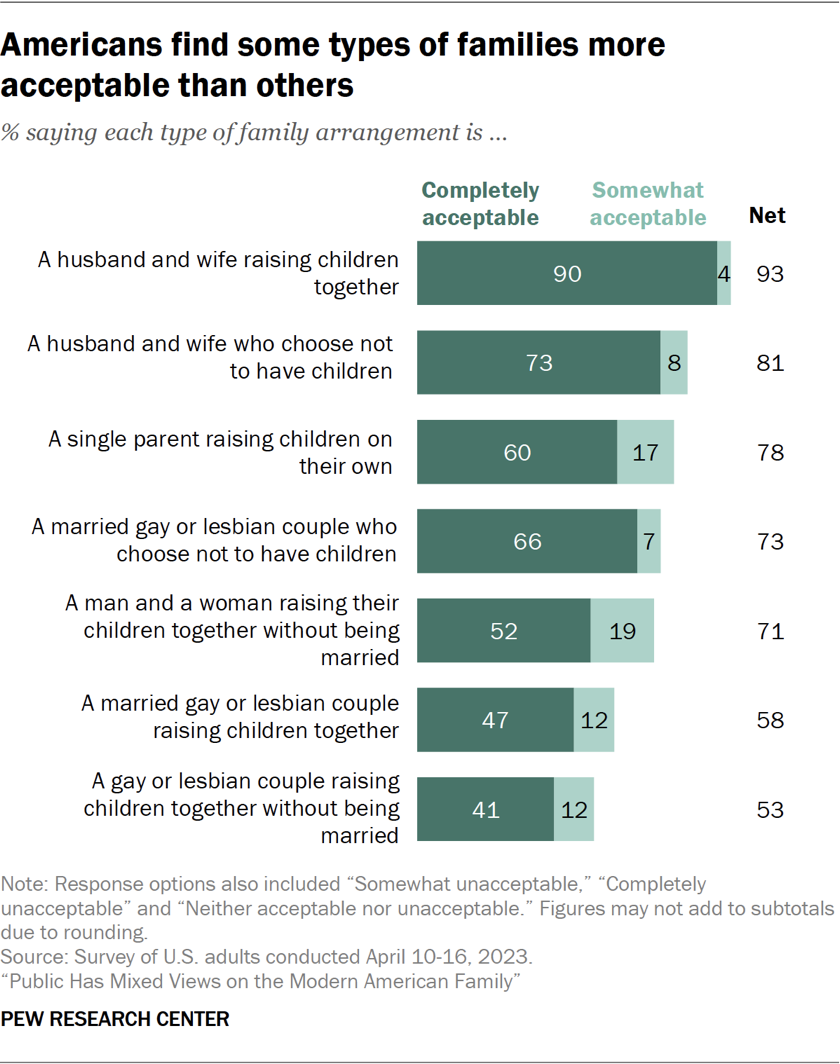 Americans find some types of families more
acceptable than others
% saying each type of family arrangement is ...
Completely
acceptable
Somewhat
acceptable
Net
A husband and wife raising children
together
90
4
93
A husband and wife who choose not
to have children
73
8
81
A single parent raising children on
their own
60
17
78
A married gay or lesbian couple who
choose not to have children
66
7
73
A man and a woman raising their
children together without being
married
52
19
71
A married gay or lesbian couple
raising children together
47
12
58
A gay or lesbian couple raising
children together without being
married
41
12
53
Note: Response options also included “Somewhat unacceptable,” “Completely
unacceptable” and “Neither acceptable nor unacceptable.” Figures may not add to subtotals
due to rounding.
Source: Survey of U.S. adults conducted April 10-16, 2023.
“Public Has Mixed Views on the Modern American Family”
PEW RESEARCH CENTER